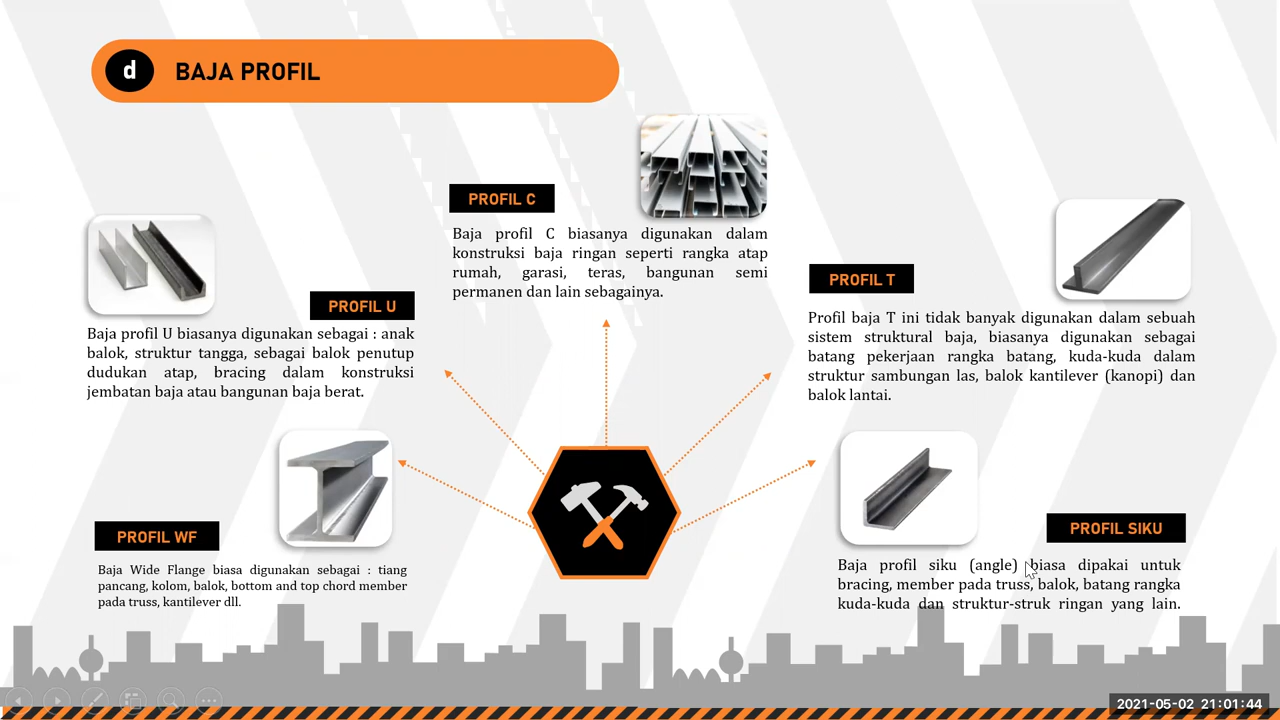 d
BAJA PROFIL
PROFIL C
Baja profil C biasanya digunakan dalam
konstruksi baja ringan seperti rangka atap
rumah, garasi, teras, bangunan semi
permanen dan lain sebagainya.
PROFIL U
Baja profil U biasanya digunakan sebagai : anak
balok, struktur tangga, sebagai balok penutup
dudukan atap, bracing dalam konstruksi
jembatan baja atau bangunan baja berat.
PROFIL T
Profil baja T ini tidak banyak digunakan dalam sebuah
sistem struktural baja, biasanya digunakan sebagai
batang pekerjaan rangka batang, kuda-kuda dalam
struktur sambungan las, balok kantilever (kanopi) dan
balok lantai.
PROFIL WF
Baja Wide Flange biasa digunakan sebagai : tiang
pancang, kolom, balok, bottom and top chord member
pada truss, kantilever dll.
PROFIL SIKU
Baja profil siku (angle) biasa dipakai untuk
bracing, member pada truss, balok, batang rangka
kuda-kuda dan struktur-struk ringan yang lain.
2021-05-02 21:01:44